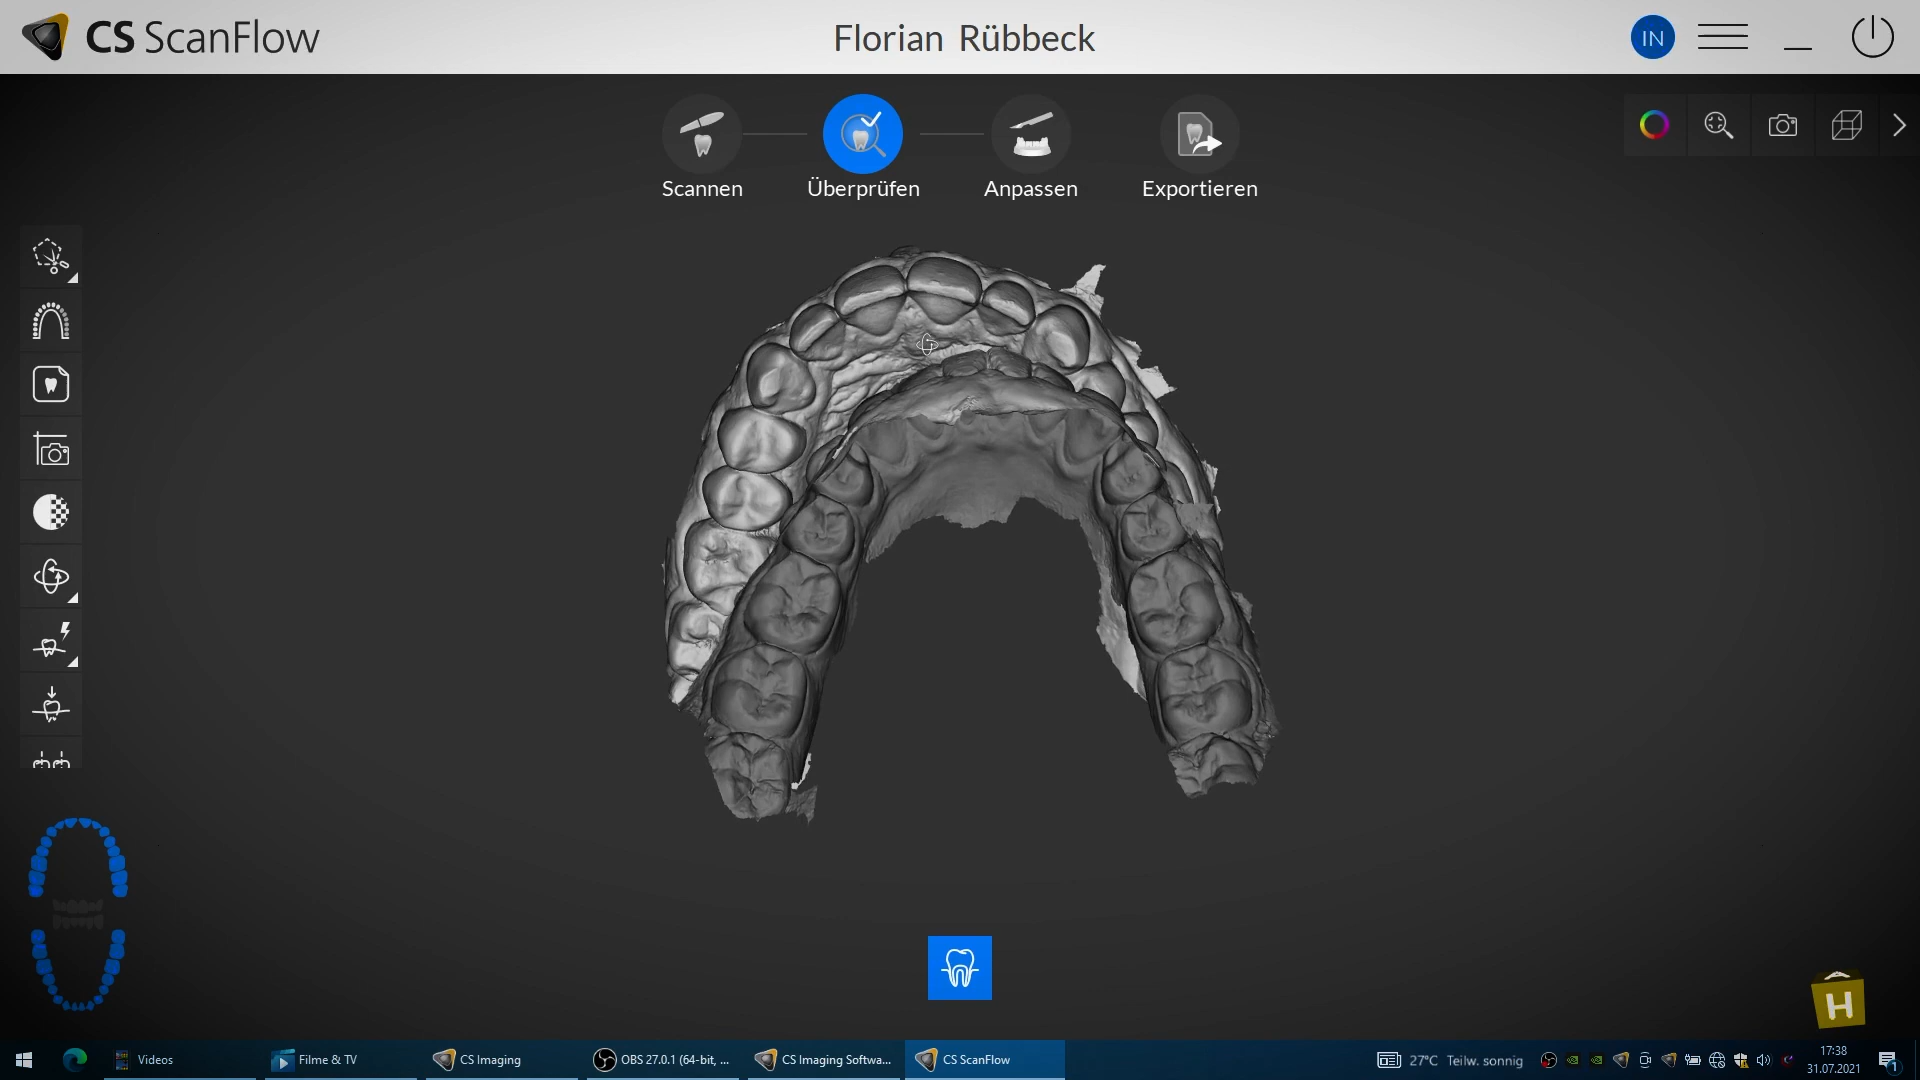 CS ScanFlow
Florian Rübbeck
IN
Scannen
Überprüfen
Anpassen
Exportieren
H
Videos
Filme & TV
CS Imaging
OBS 27.0.1 (64-bit, ...
CS Imaging Softwa...
CS ScanFlow
27°C Teilw. sonnig
17:38
31.07.2021
1